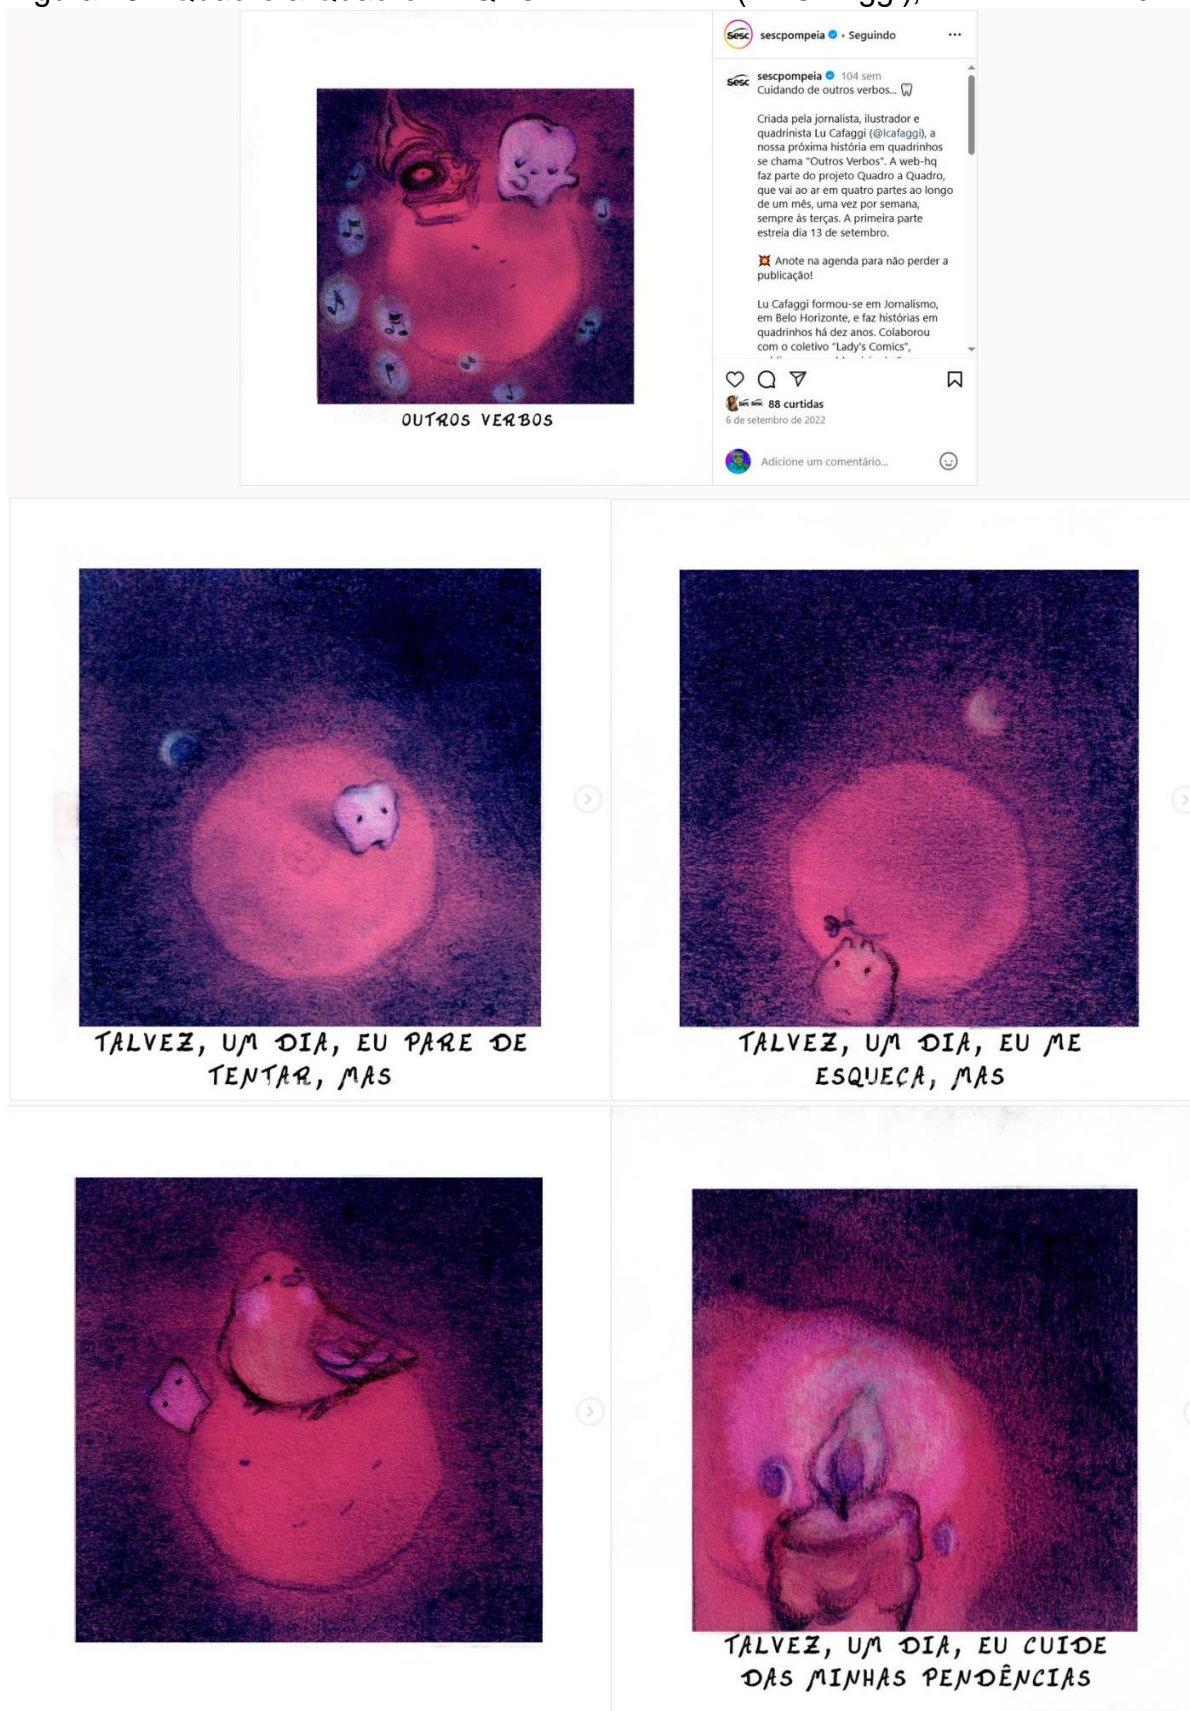 sescpompeia • Seguindo
sescpompeia 104 sem
Cuidando de outros verbos...
Criada pela jornalista, ilustrador e
quadrinista Lu Cafaggi (@lcafaggi), a
nossa próxima história em quadrinhos
se chama "Outros Verbos". A web-hq
faz parte do projeto Quadro a Quadro,
que vai ao ar em quatro partes ao longo
de um mês, uma vez por semana,
sempre às terças. A primeira parte
estreia dia 13 de setembro.
Anote na agenda para não perder a
publicação!
Lu Cafaggi formou-se em Jornalismo,
em Belo Horizonte, e faz histórias em
quadrinhos há dez anos. Colaborou
com o coletivo "Lady's Comics",
88 curtidas
6 de setembro de 2022
Adicione um comentário...
OUTROS VERBOS
TALVEZ, UM DIA, EU PARE DE
TENTAR, MAS
TALVEZ, UM DIA, EU ME
ESQUEÇA, MAS
TALVEZ, UM DIA, EU CUIDE
DAS MINHAS PENDÊNCIAS